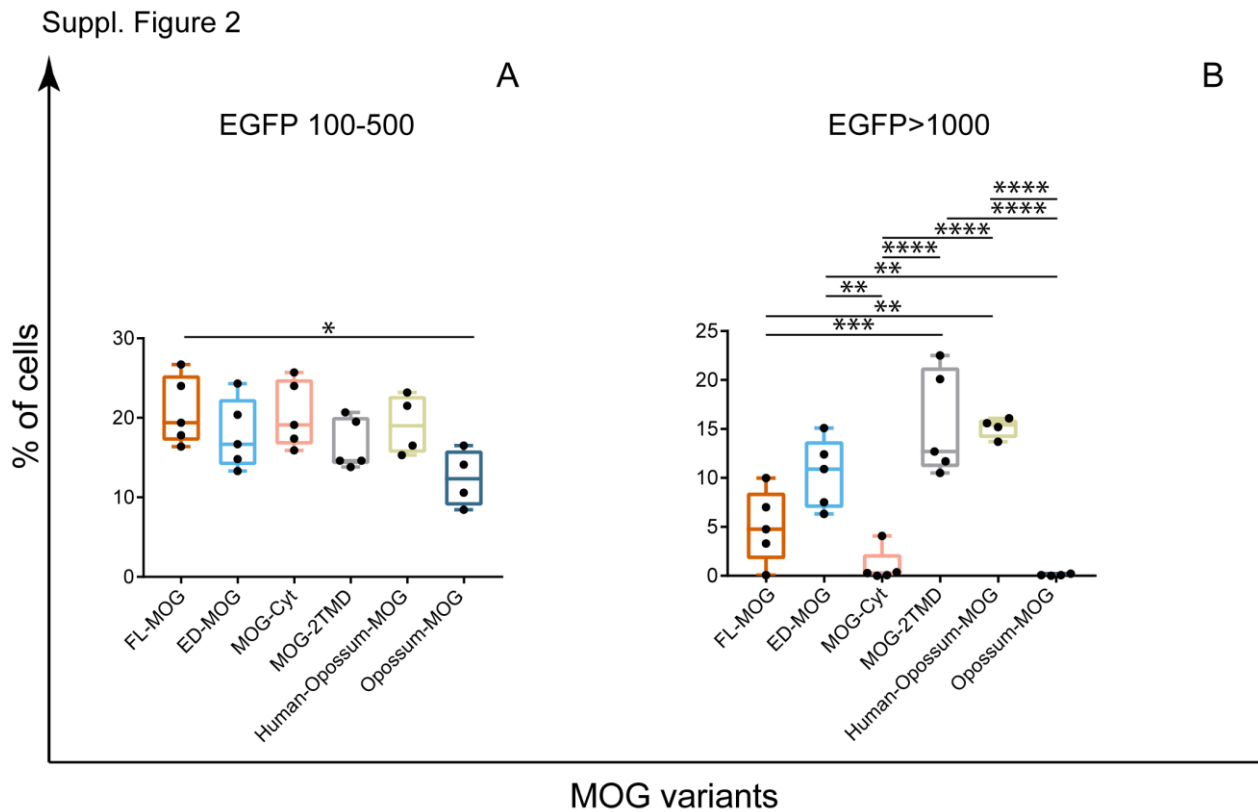 Suppl. Figure 2
A
EGFP 100-500
30
20
10
0
*
FL-MOG
ED-MOG
MOG-Cyt
MOG-2TMD
Human-Opossum-MOG
Opossum-MOG
B
EGFP>1000
****
****
****
****
**
**
**
***
25
20
15
10
5
0
FL-MOG
ED-MOG
MOG-Cyt
MOG-2TMD
Human-Opossum-MOG
Opossum-MOG
% of cells
MOG variants